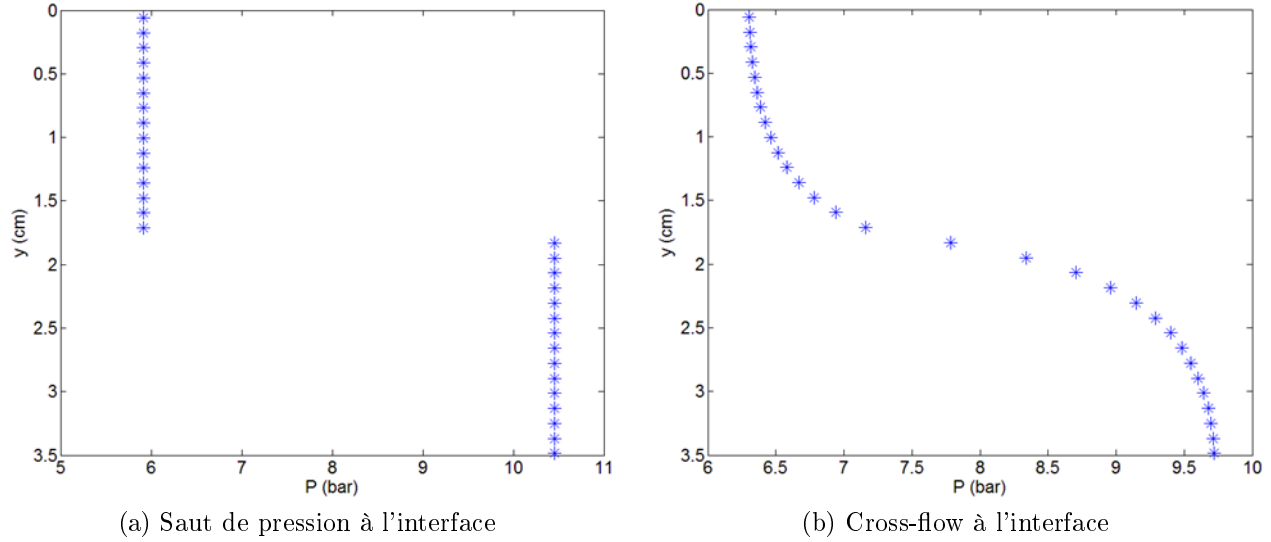 0
0.5
1
1.5
2
2.5
3
3.5
y (cm)
5 6 7 8 9 10 11
P (bar)
(a) Saut de pression à l'interface
0
0.5
1
1.5
2
2.5
3
3.5
y (cm)
6 6.5 7 7.5 8 8.5 9 9.5 10
P (bar)
(b) Cross-flow à l'interface